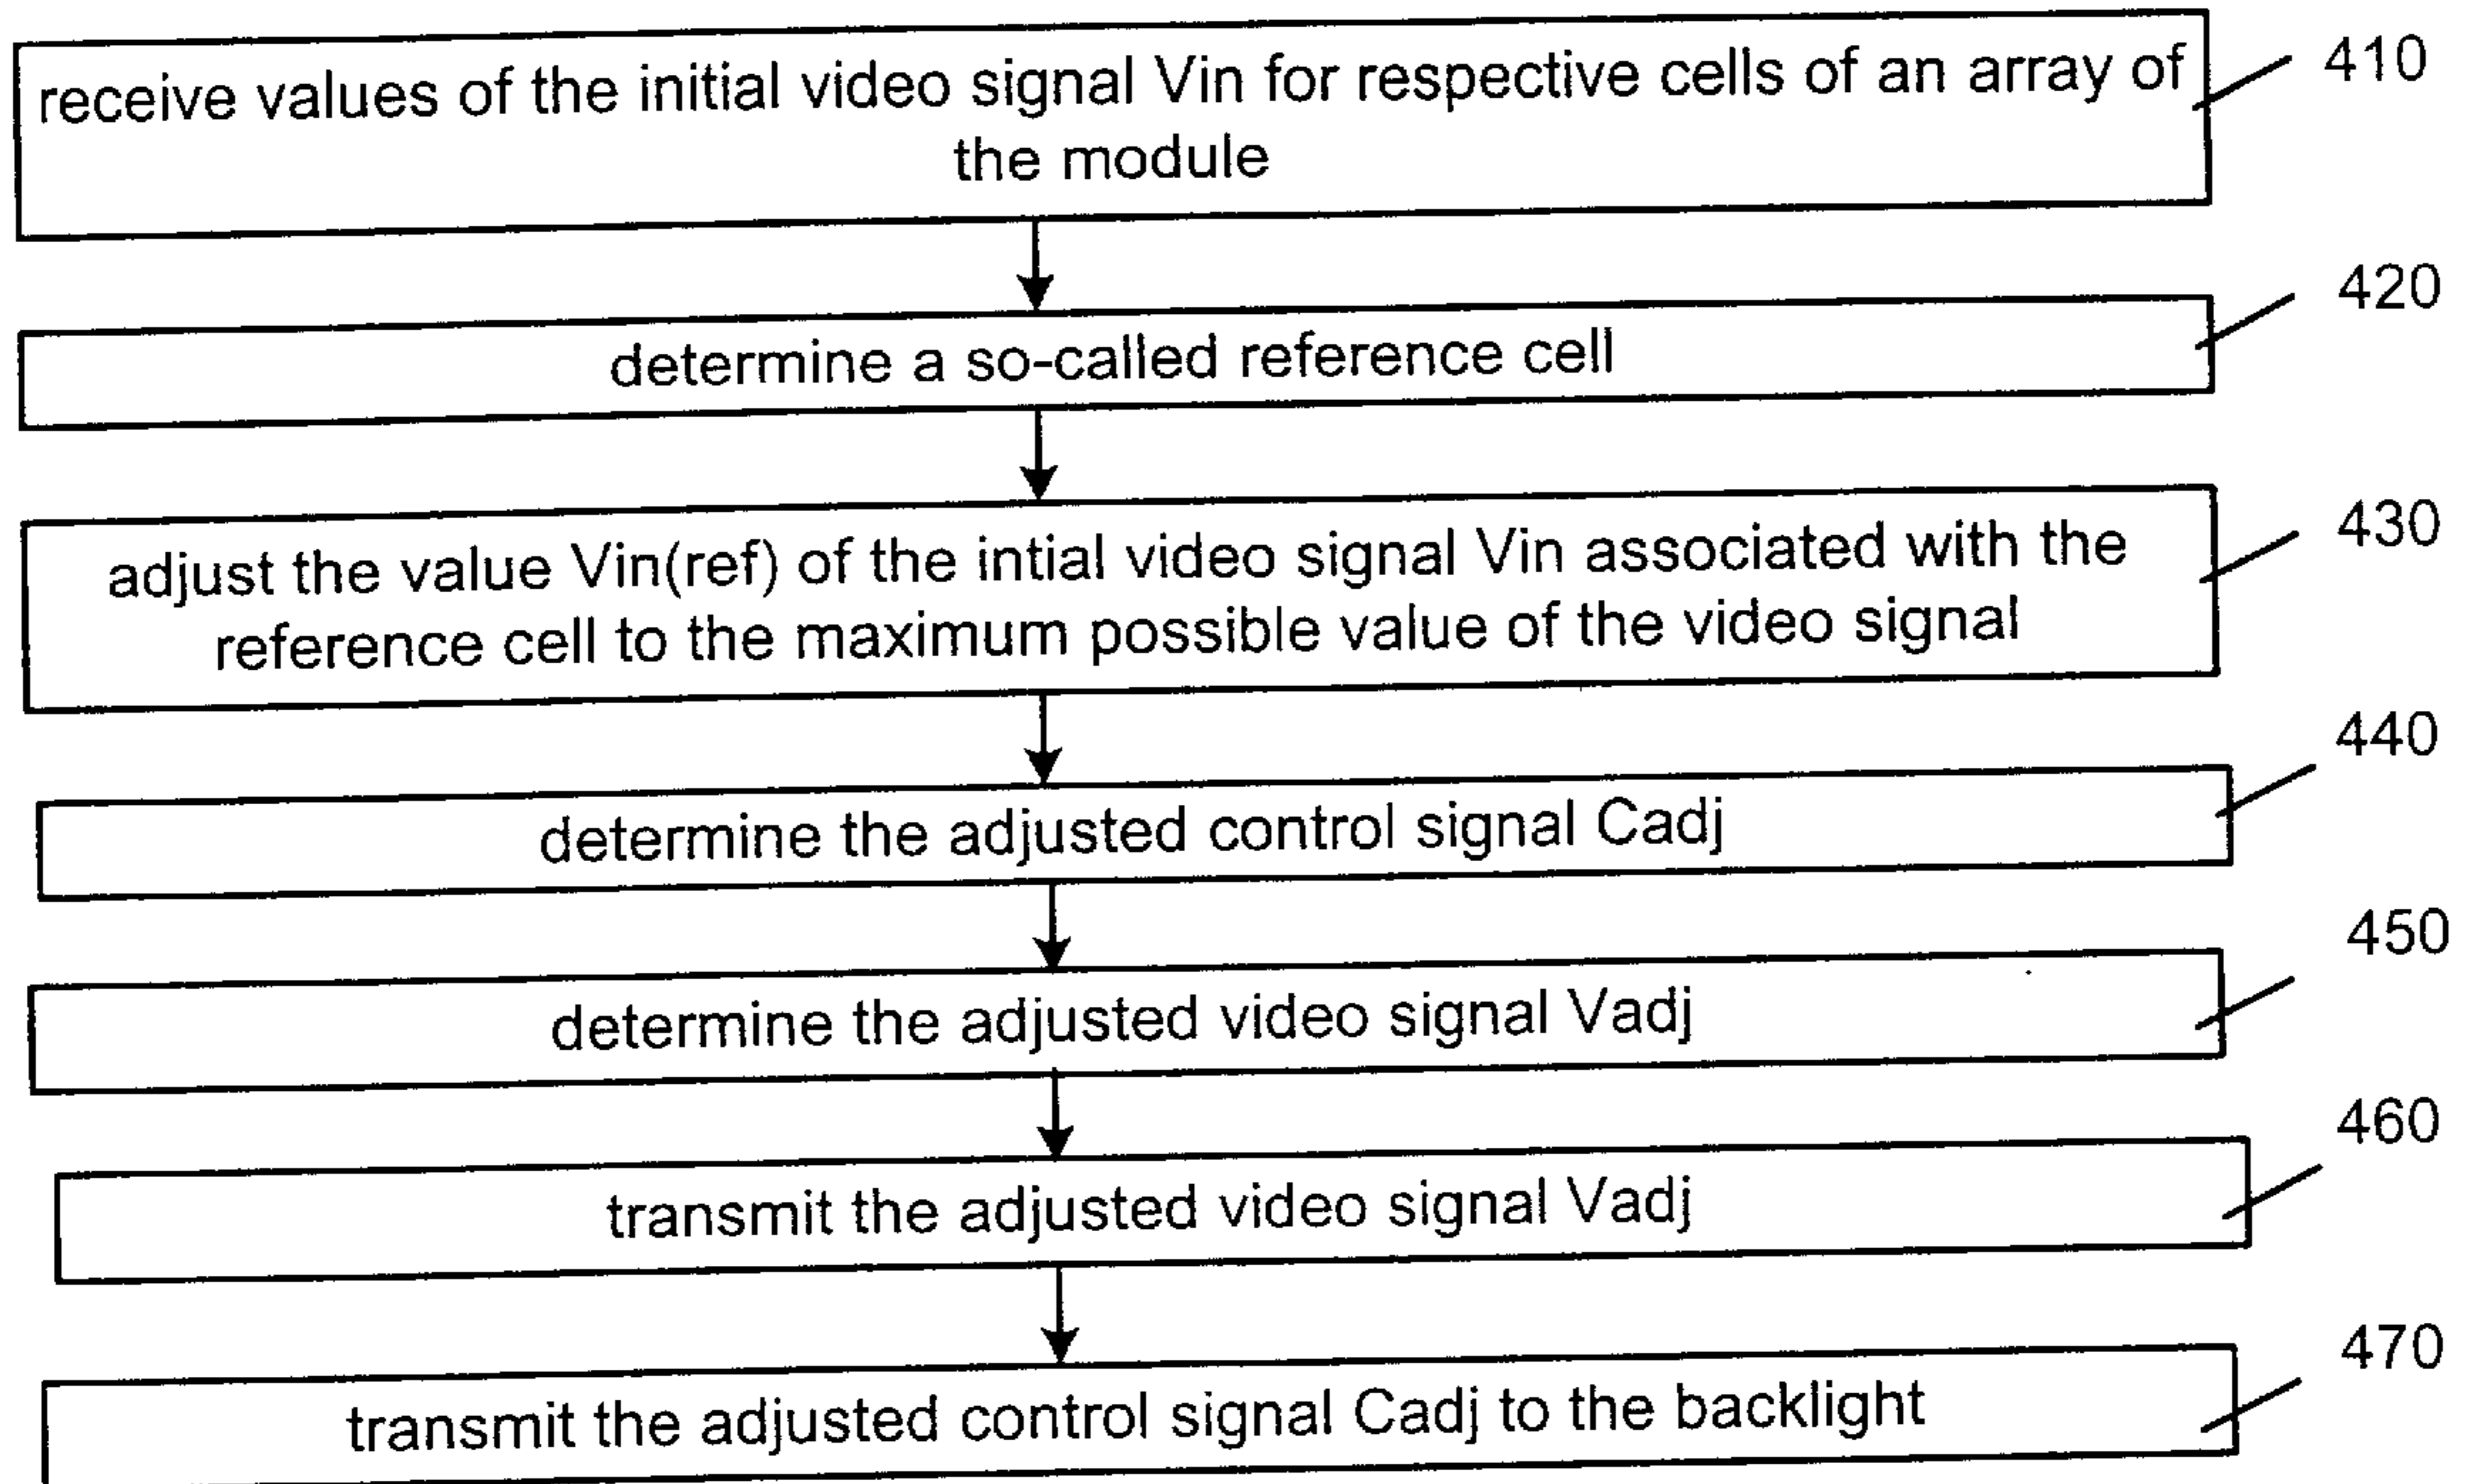 receive values of the initial video signal Vin for respective cells of an array of
the module
410
determine a so-called reference cell
420
adjust the value Vin(ref) of the intial video signal Vin associated with the
reference cell to the maximum possible value of the video signal
430
determine the adjusted control signal Cadj
440
determine the adjusted video signal Vadj
450
transmit the adjusted video signal Vadj
460
transmit the adjusted control signal Cadj to the backlight
470